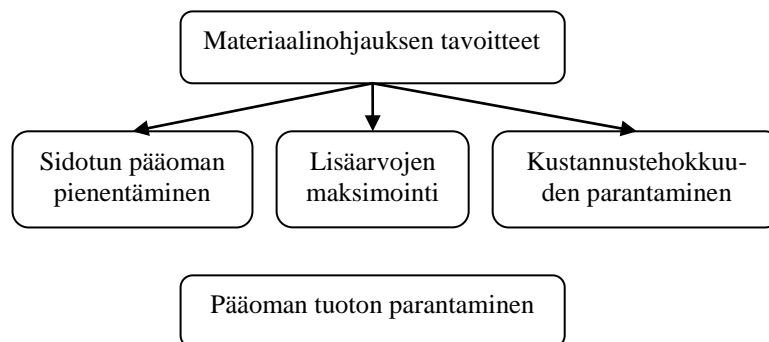 Materiaalinohjauksen tavoitteet
Sidotun pääoman
pienentäminen
Lisäarvojen
maksimointi
Kustannustehokkuu-
den parantaminen
Pääoman tuoton parantaminen